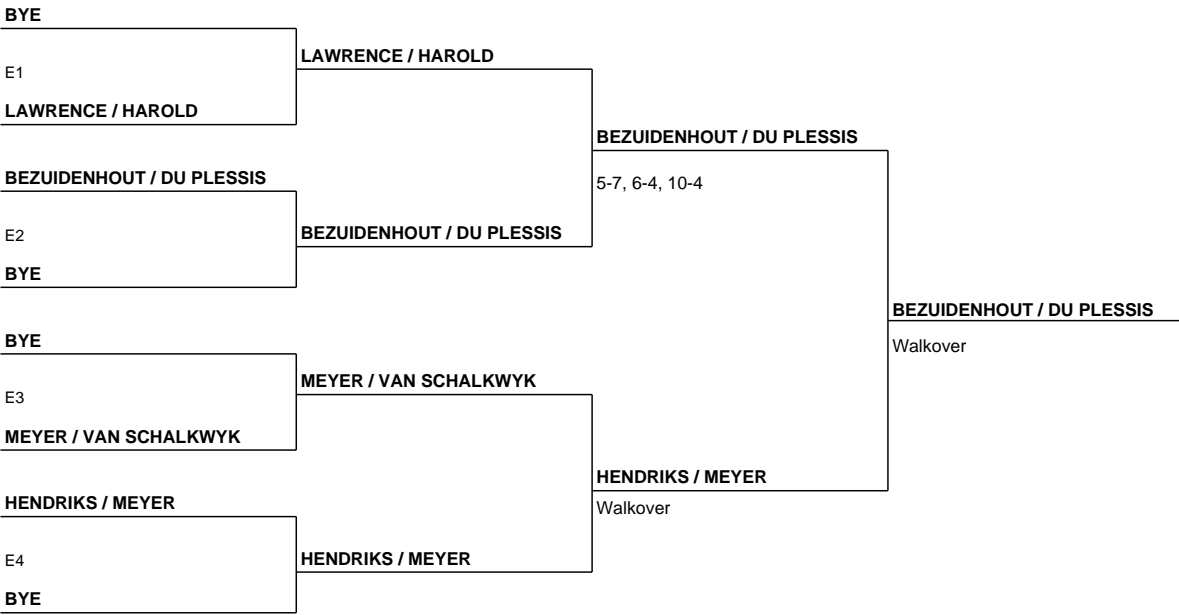 BYE
E1
LAWRENCE / HAROLD
BEZUIDENHOUT / DU PLESSIS
E2
BYE
BYE
E3
MEYER / VAN SCHALKWYK
HENDRIKS / MEYER
E4
BYE
LAWRENCE / HAROLD
BEZUIDENHOUT / DU PLESSIS
MEYER / VAN SCHALKWYK
HENDRIKS / MEYER
BEZUIDENHOUT / DU PLESSIS
5-7, 6-4, 10-4
HENDRIKS / MEYER
Walkover
BEZUIDENHOUT / DU PLESSIS
Walkover